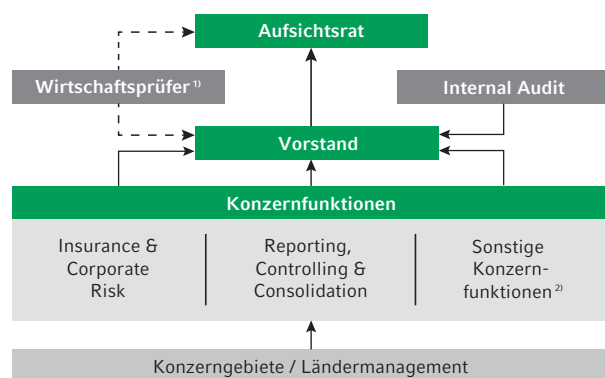 Aufsichtsrat
Wirtschaftsprüfer 1)
Internal Audit
Vorstand
Konzernfunktionen
Insurance &
Corporate
Risk
Reporting,
Controlling &
Consolidation
Sonstige
Konzern-
funktionen 2)
Konzerngebiete / Ländermanagement